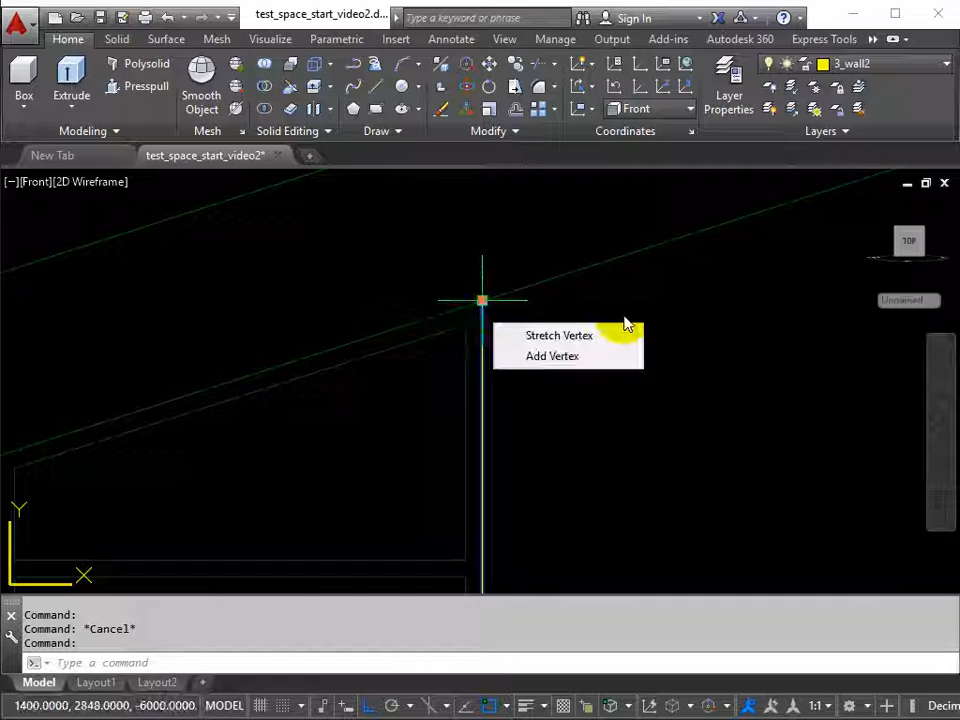 test_space_start_video2.d...
Type a keyword or phrase
Sign In
Home Solid Surface Mesh Visualize Parametric Insert Annotate View Manage Output Add-ins Autodesk 360 Express Tools
Polysolid
Presspull
Box
Extrude
Smooth
Object
Front
Layer
Properties
3_wall2
Modeling
Mesh
Solid Editing
Draw
Modify
Coordinates
Layers
New Tab
test_space_start_video2*
[−][Front][2D Wireframe]
TOP
Unnamed
Stretch Vertex
Add Vertex
Y
X
Command:
Command: *Cancel*
Command:
Type a command
Model Layout1 Layout2 +
1400.0000, 2848.0000, -6000.0000. MODEL 1:1 Decim